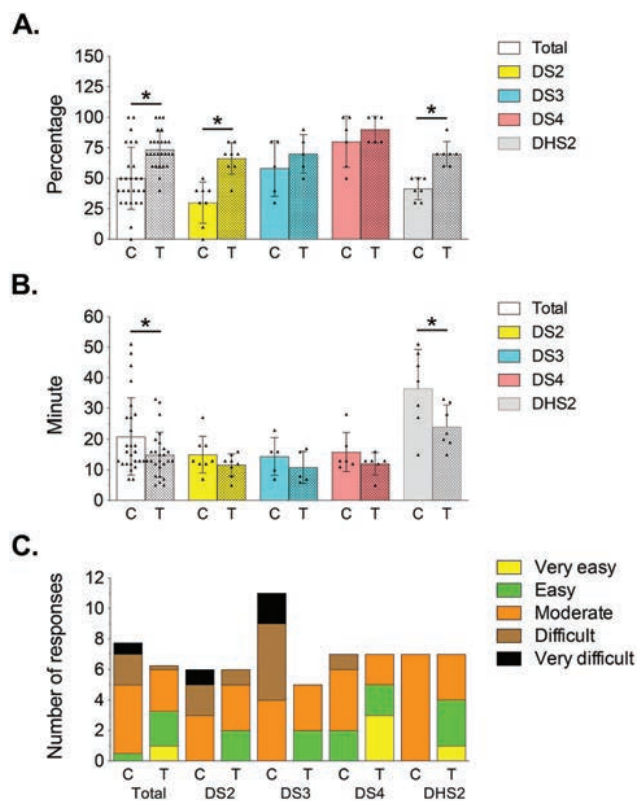 A.
Percentage
150
125
100
75
50
25
0
* * *
C T C T C T C T C T
Total
DS2
DS3
DS4
DHS2
B.
Minute
60
50
40
30
20
10
0
* *
C T C T C T C T C T
Total
DS2
DS3
DS4
DHS2
C.
Number of responses
12
10
8
6
4
2
0
C T C T C T C T C T
Total DS2 DS3 DS4 DHS2
Very easy
Easy
Moderate
Difficult
Very difficult